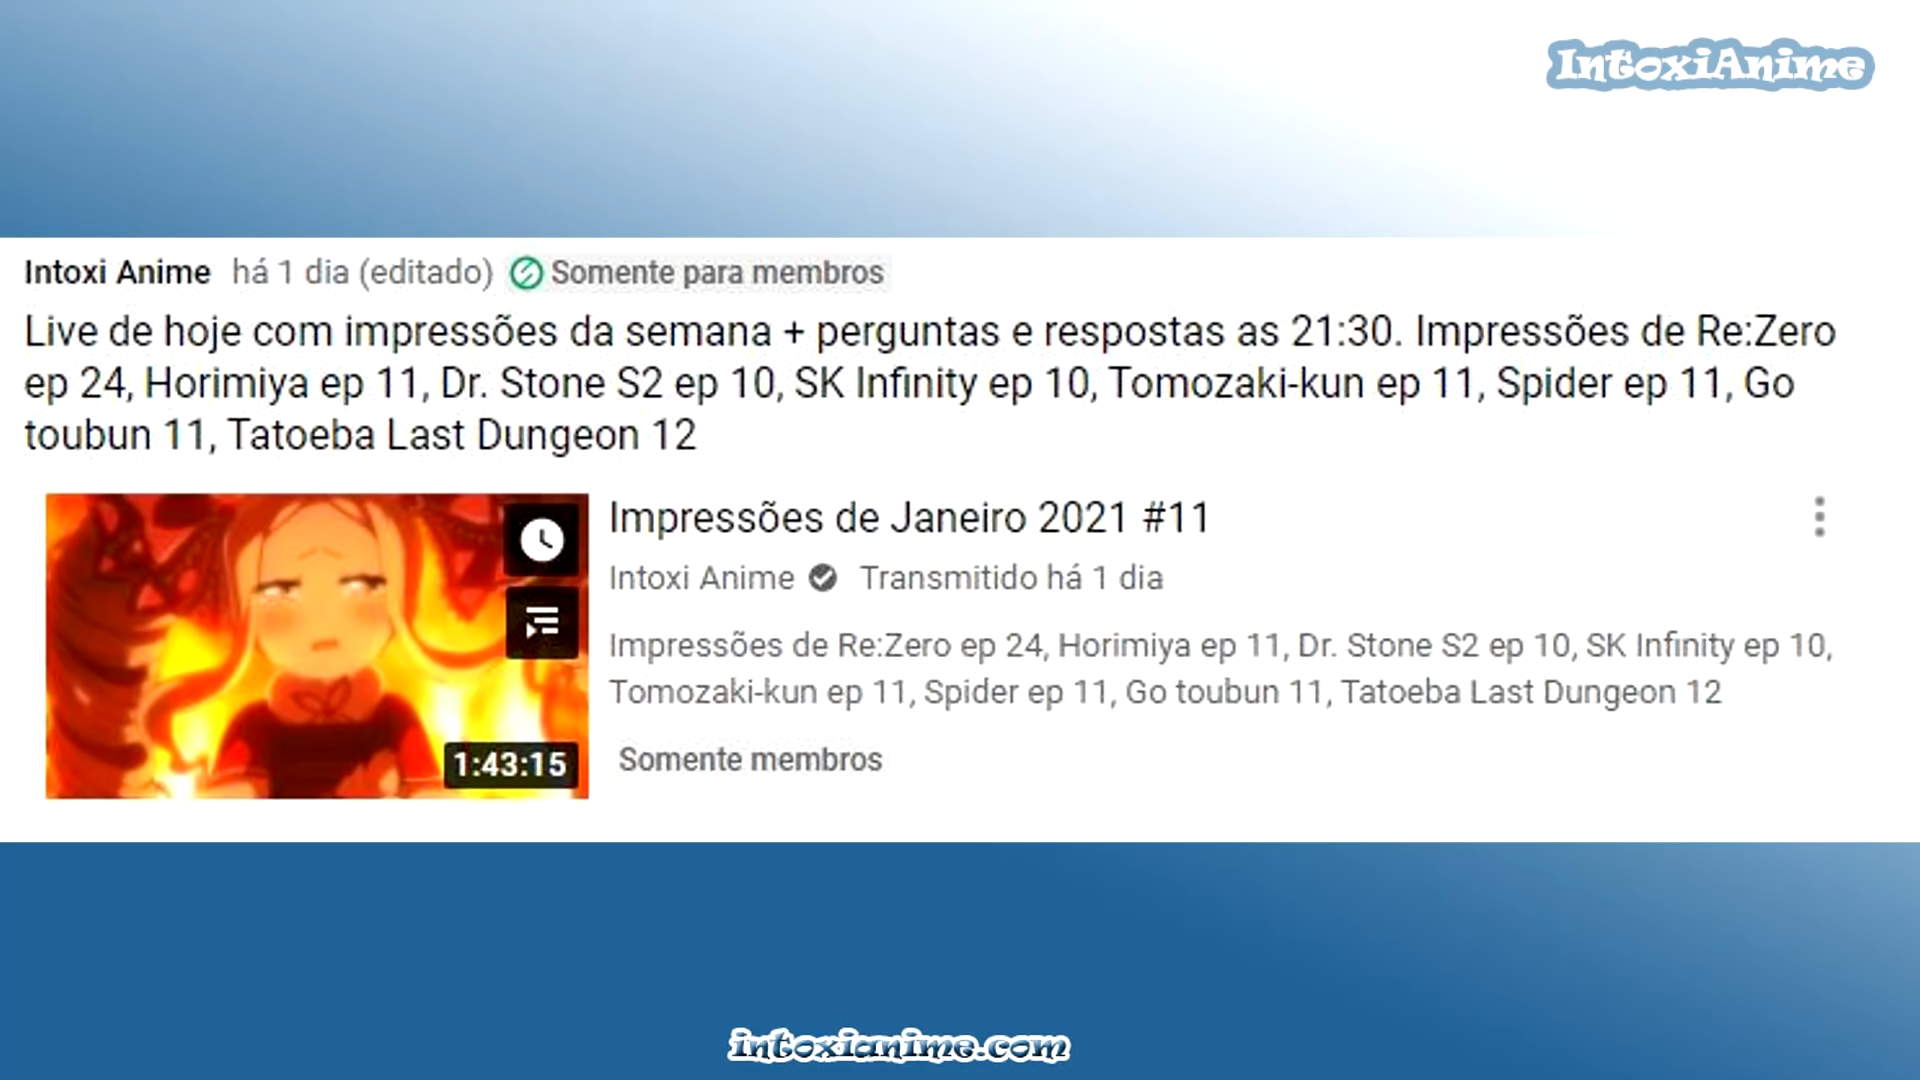 IntoxiAnime
Intoxi Anime há 1 dia (editado) Somente para membros
Live de hoje com impressões da semana + perguntas e respostas as 21:30. Impressões de Re:Zero
ep 24, Horimiya ep 11, Dr. Stone S2 ep 10, SK Infinity ep 10, Tomozaki-kun ep 11, Spider ep 11, Go
toubun 11, Tatoeba Last Dungeon 12
Impressões de Janeiro 2021 #11
Intoxi Anime Transmitido há 1 dia
Impressões de Re:Zero ep 24, Horimiya ep 11, Dr. Stone S2 ep 10, SK Infinity ep 10,
Tomozaki-kun ep 11, Spider ep 11, Go toubun 11, Tatoeba Last Dungeon 12
1:43:15
Somente membros
intoxianime.com